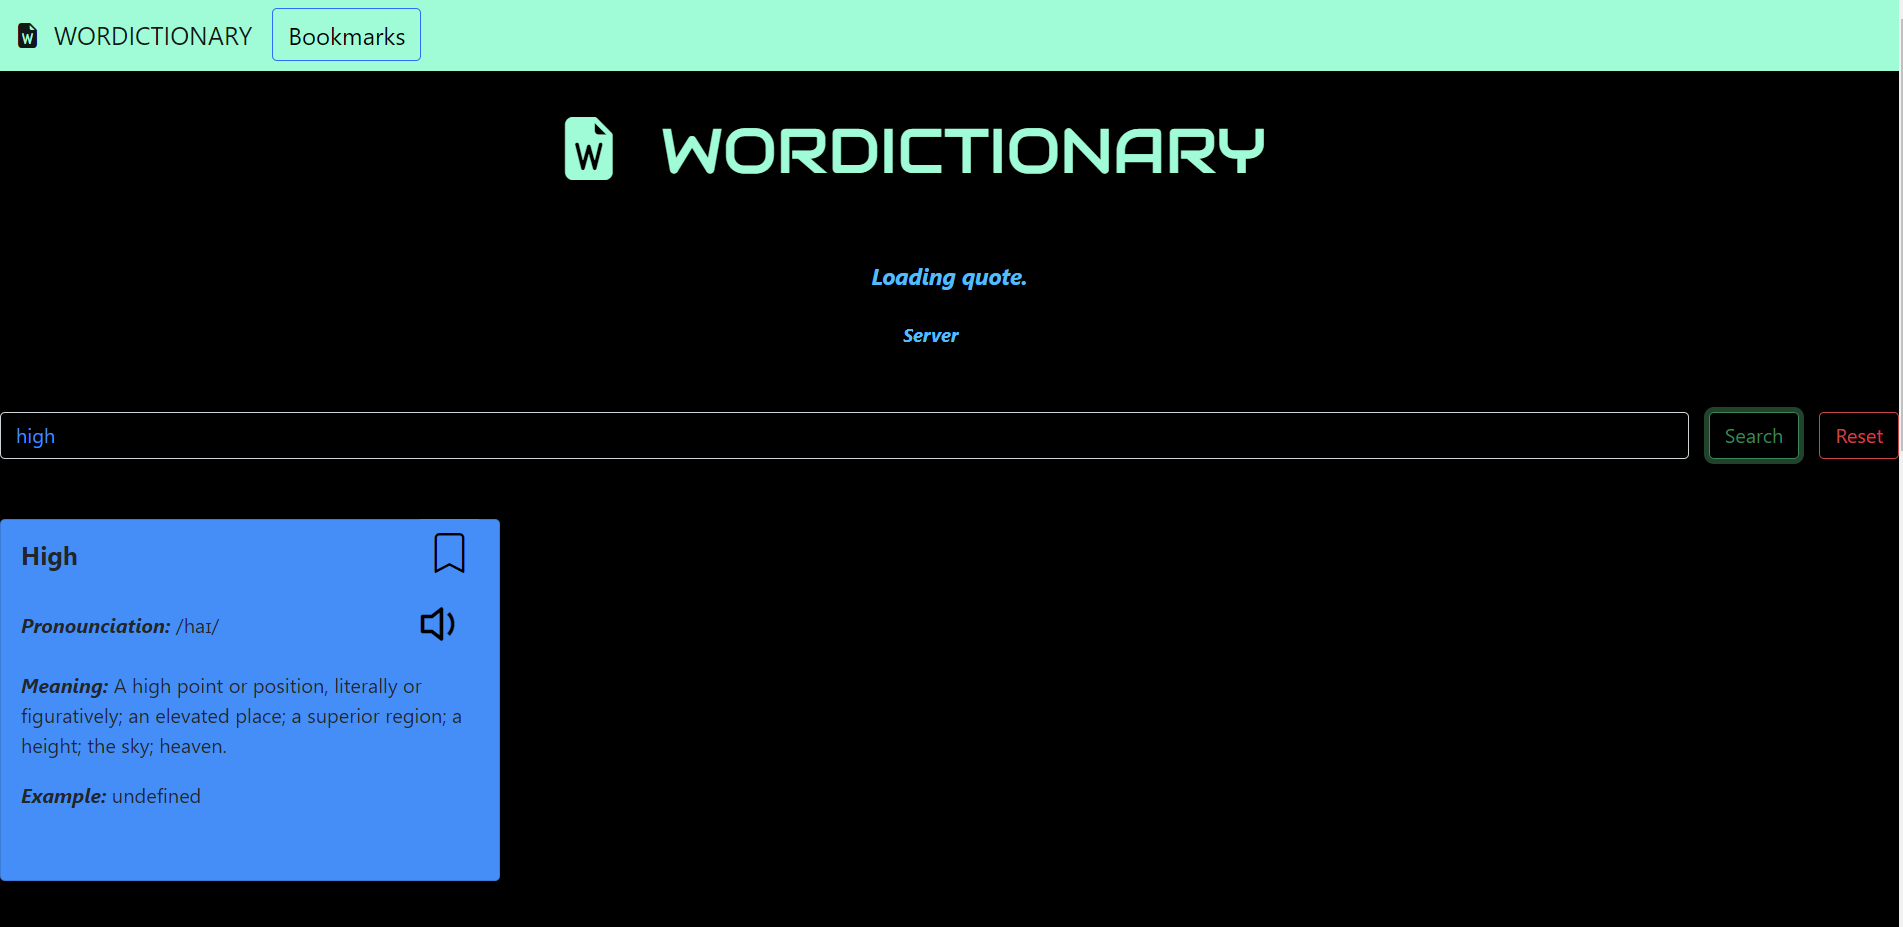 W WORDICTIONARY Bookmarks
W WORDICTIONARY
Loading quote.
Server
high Search Reset
High
Pronounciation: /haɪ/
Meaning: A high point or position, literally or
figuratively; an elevated place; a superior region; a
height; the sky; heaven.
Example: undefined